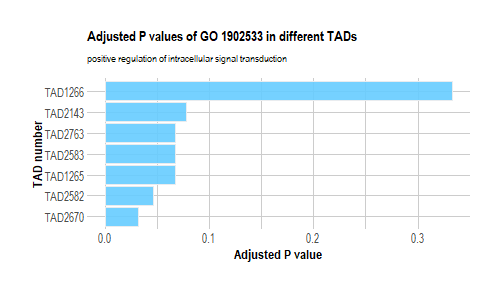 Adjusted P values of GO 1902533 in different TADs
positive regulation of intracellular signal transduction
TAD1266
TAD2143
TAD2763
TAD2583
TAD1265
TAD2582
TAD2670
TAD number
0.0 0.1 0.2 0.3
Adjusted P value